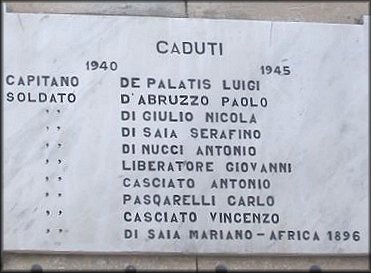 CADUTI
1940 1945
CAPITANO DE PALATIS LUIGI
SOLDATO D'ABRUZZO PAOLO
,, DI GIULIO NICOLA
,, DI SAIA SERAFINO
,, DI NUCCI ANTONIO
,, LIBERATORE GIOVANNI
,, CASCIATO ANTONIO
,, PASQARELLI CARLO
,, CASCIATO VINCENZO
,, DI SAIA MARIANO - AFRICA 1896